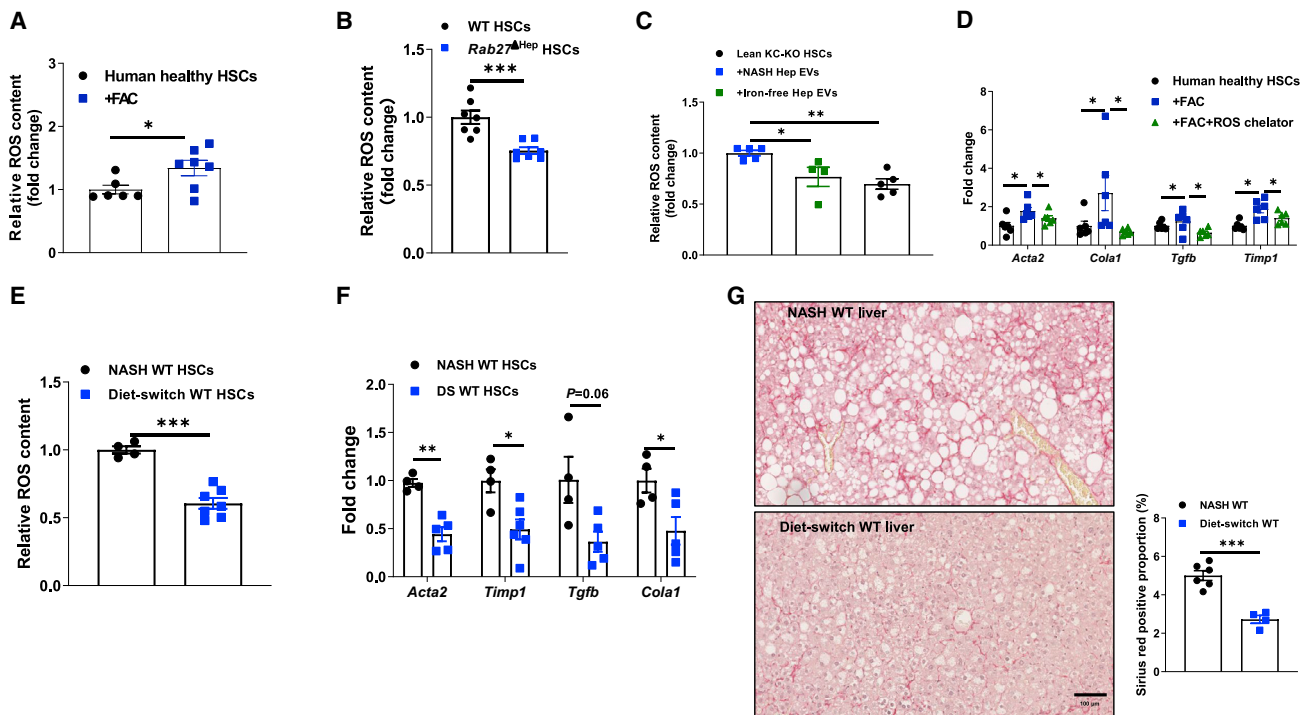 A
Relative ROS content
(fold change)
3
2
1
0
Human healthy HSCs
+FAC
*
B
Relative ROS content
(fold change)
1.5
1.0
0.5
0.0
WT HSCs
Rab27▲Hep HSCs
***
C
Relative ROS content
(fold change)
1.5
1.0
0.5
0.0
Lean KC-KO HSCs
+NASH Hep EVs
+Iron-free Hep EVs
**
*
D
Fold change
8
6
4
2
0
Human healthy HSCs
+FAC
+FAC+ROS chelator
* * * * * * * *
Acta2 Cola1 Tgfb Timp1
E
Relative ROS content
1.5
1.0
0.5
0.0
NASH WT HSCs
Diet-switch WT HSCs
***
F
Fold change
2.0
1.5
1.0
0.5
0.0
NASH WT HSCs
DS WT HSCs
** * P=0.06 *
Acta2 Timp1 Tgfb Cola1
G
NASH WT liver
Diet-switch WT liver
100 µm
Sirius red positive proportion (%)
8
6
4
2
0
NASH WT
Diet-switch WT
***